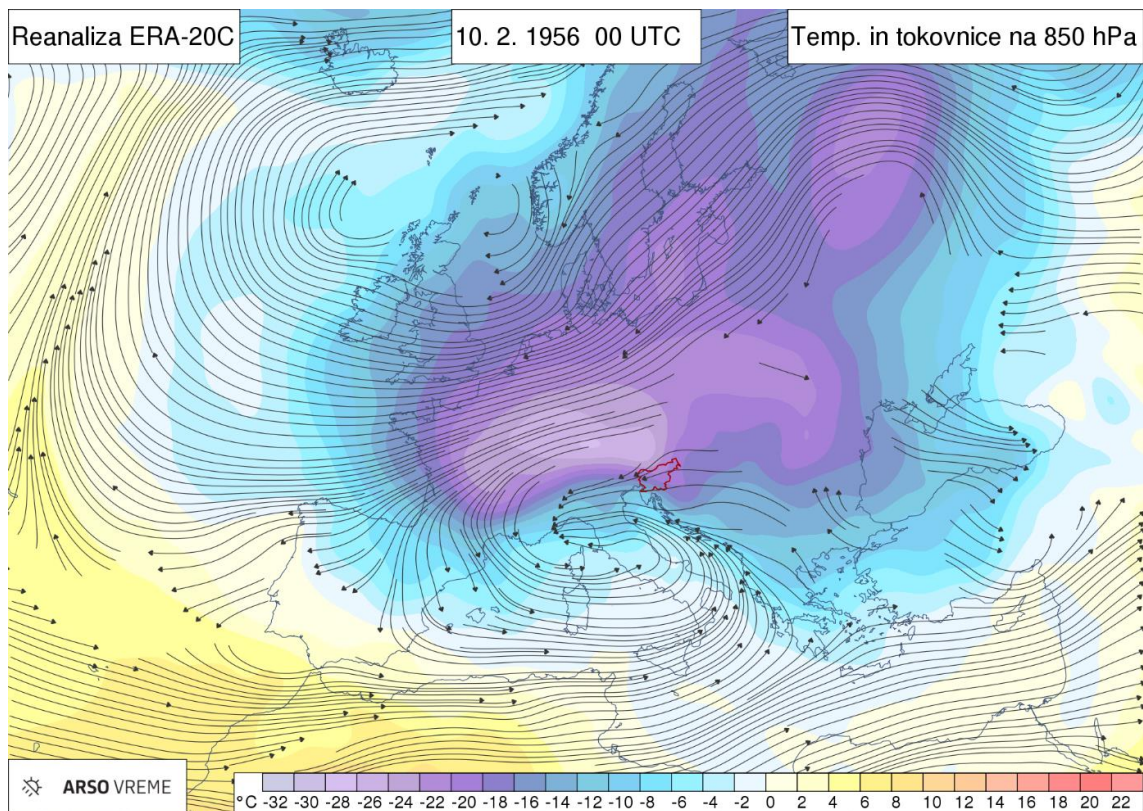 Reanaliza ERA-20C
10. 2. 1956 00 UTC
Temp. in tokovnice na 850 hPa
ARSO VREME
°C -32 -30 -28 -26 -24 -22 -20 -18 -16 -14 -12 -10 -8 -6 -4 -2 0 2 4 6 8 10 12 14 16 18 20 22